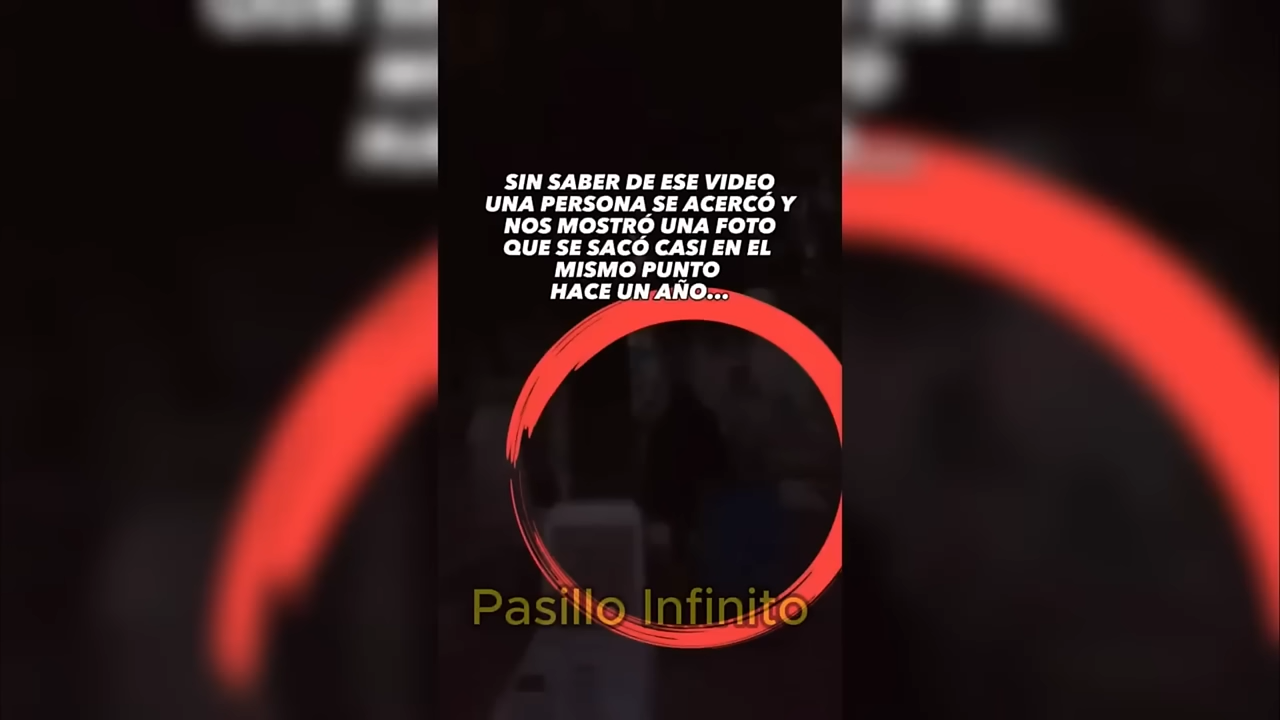 SIN SABER DE ESE VIDEO
UNA PERSONA SE ACERCÓ Y
NOS MOSTRÓ UNA FOTO
QUE SE SACÓ CASI EN EL
MISMO PUNTO
HACE UN AÑO...
Pasillo Infinito